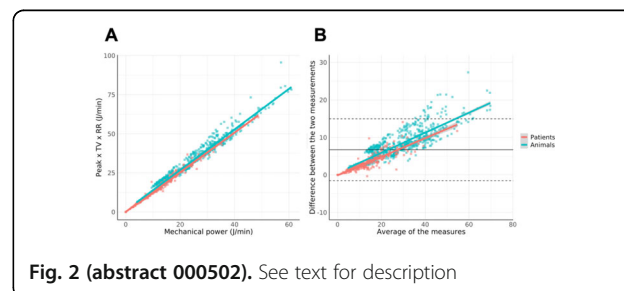 A
B
100
75
50
25
0
Peak x TV x RR (J/min)
0
20
40
60
Mechanical power (J/min)
30
20
10
0
-10
Difference between the two measurements
0
20
40
60
80
Average of the measures
Patients
Animals
Fig. 2 (abstract 000502). See text for description